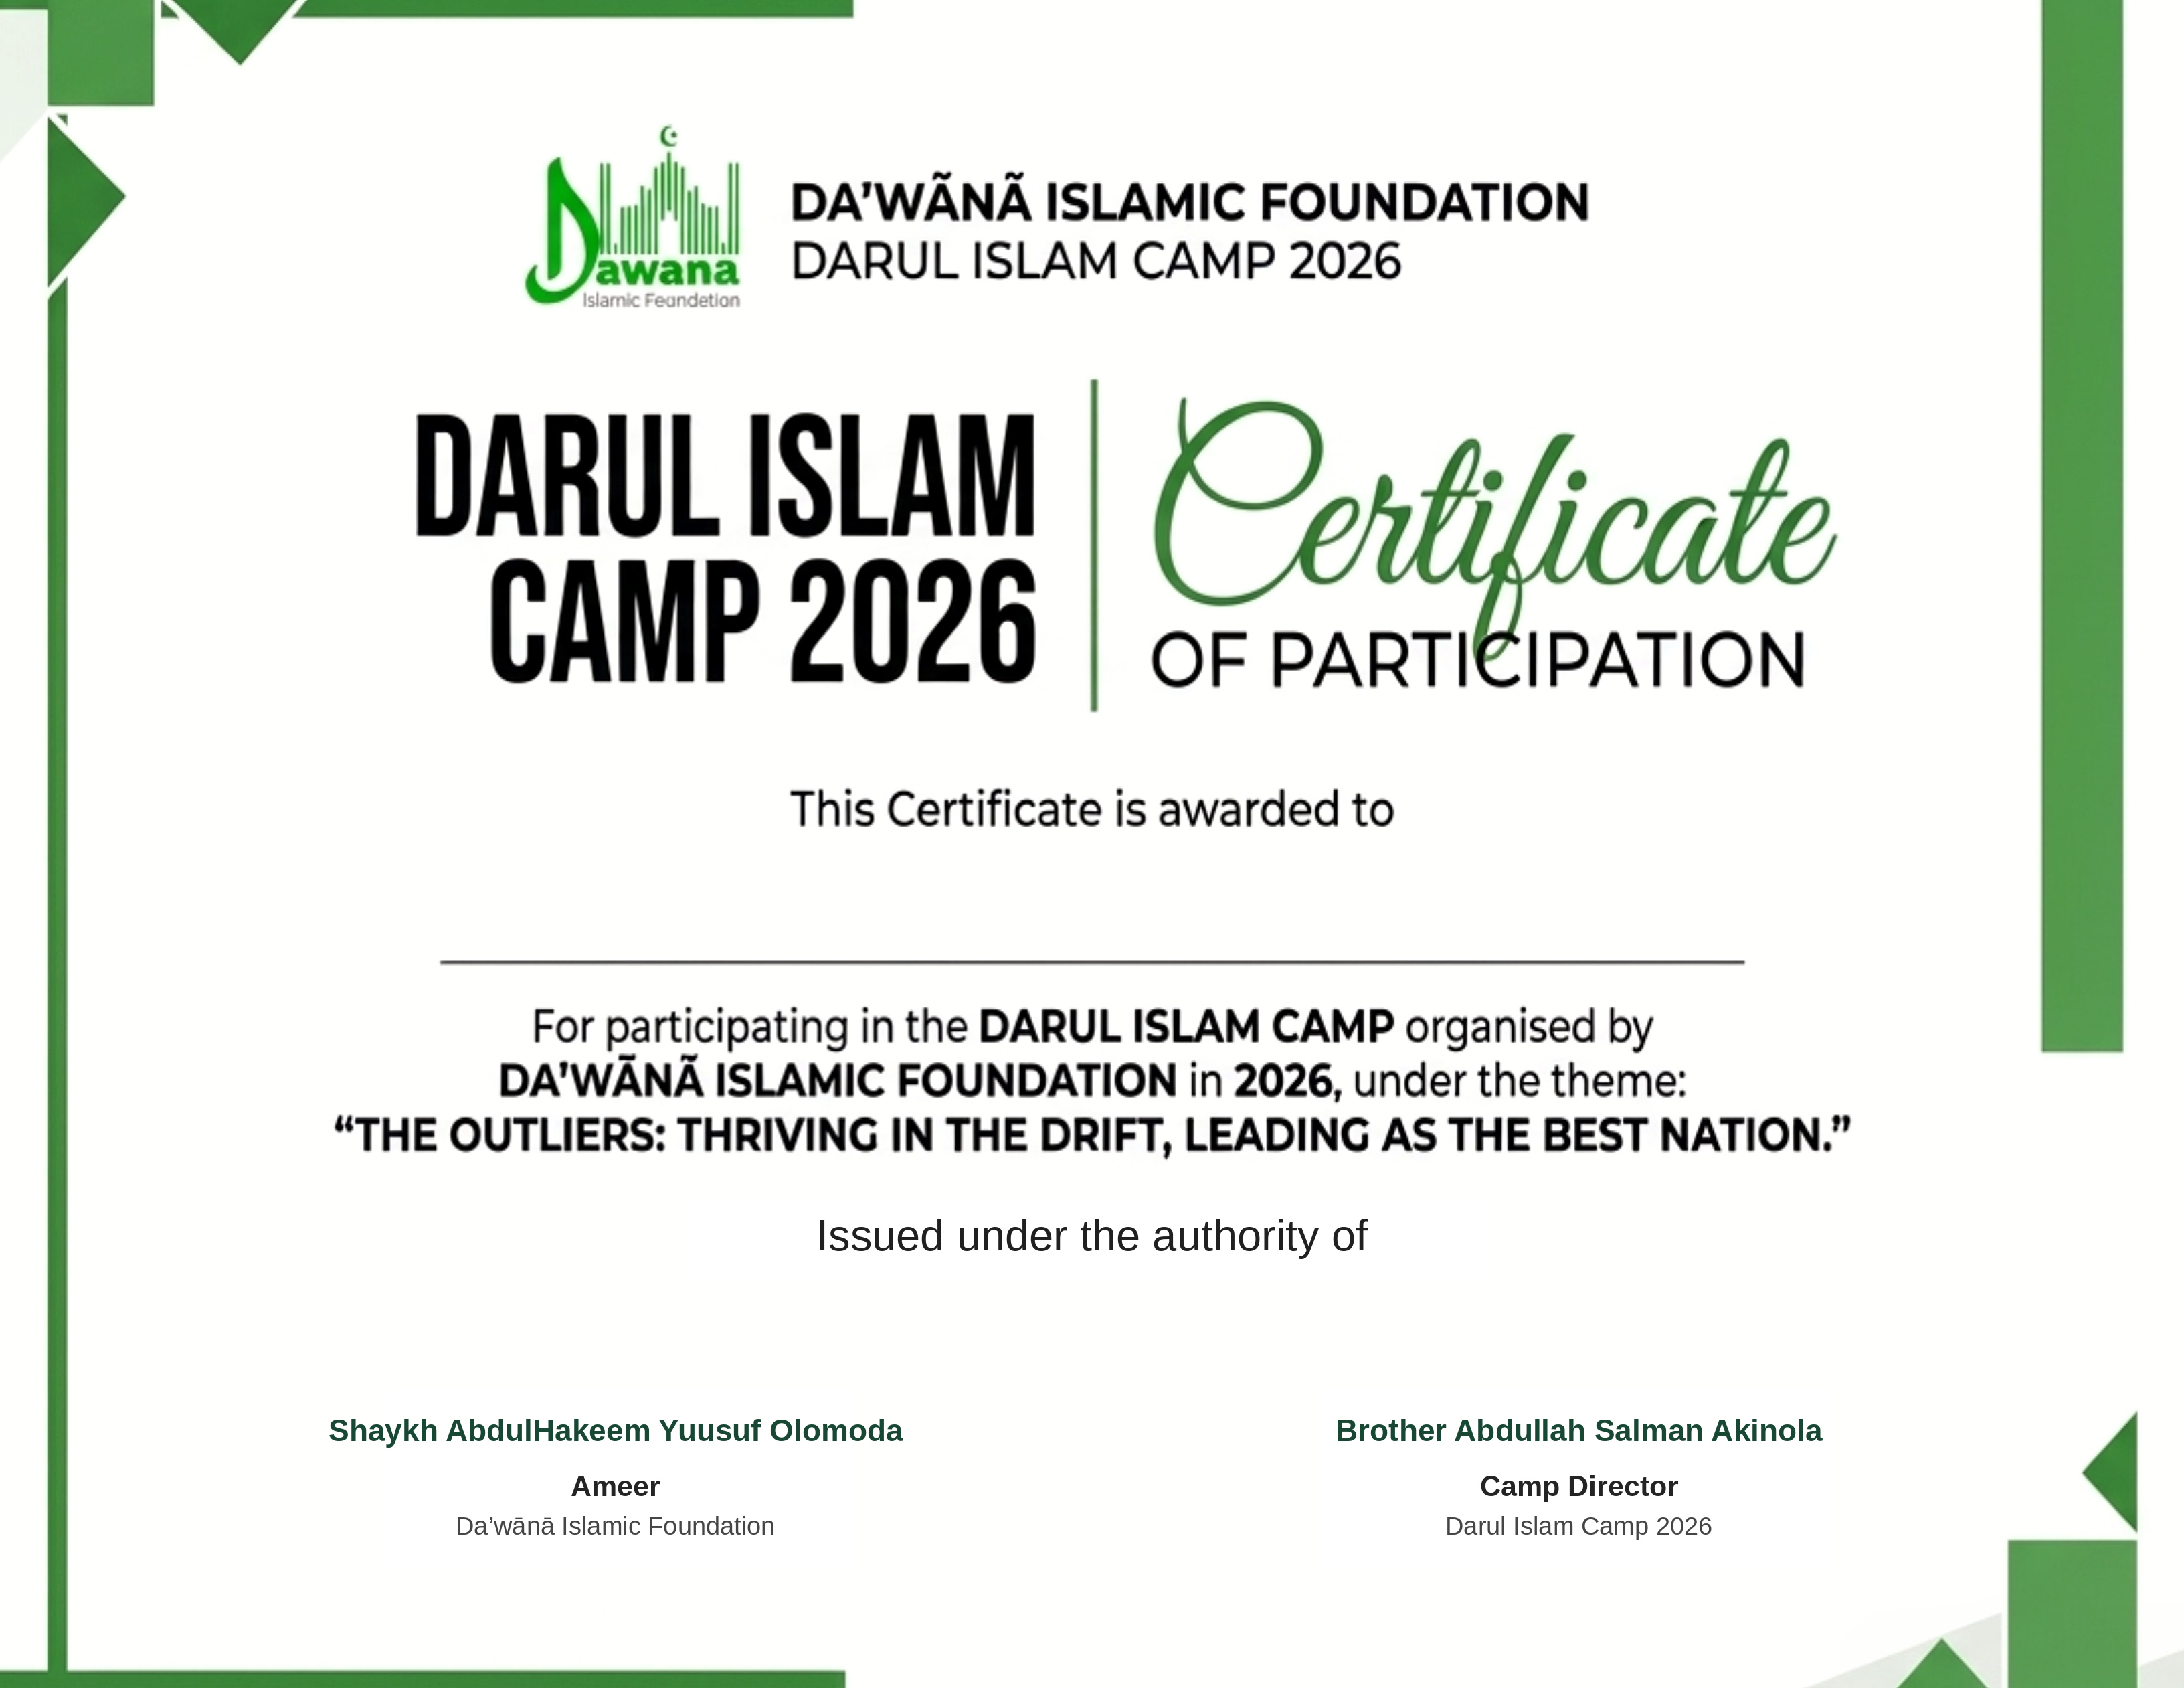 Dawana
Islamic Feundetion
DA’WÃNÃ ISLAMIC FOUNDATION
DARUL ISLAM CAMP 2026
DARUL ISLAM
CAMP 2026
Certificate
OF PARTICIPATION
This Certificate is awarded to
For participating in the DARUL ISLAM CAMP organised by
DA’WÃNÃ ISLAMIC FOUNDATION in 2026, under the theme:
“THE OUTLIERS: THRIVING IN THE DRIFT, LEADING AS THE BEST NATION.”
Issued under the authority of
Shaykh AbdulHakeem Yuusuf Olomoda
Ameer
Da’wānā Islamic Foundation
Brother Abdullah Salman Akinola
Camp Director
Darul Islam Camp 2026